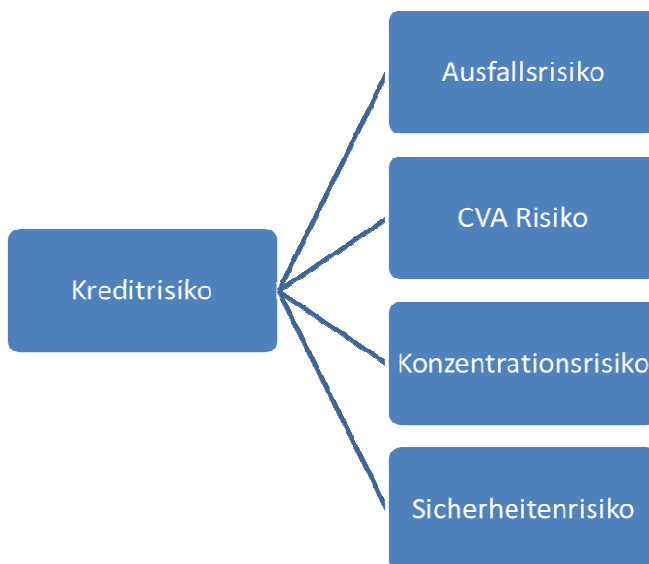 Ausfallsrisiko
CVA Risiko
Kreditrisiko
Konzentrationsrisiko
Sicherheitenrisiko